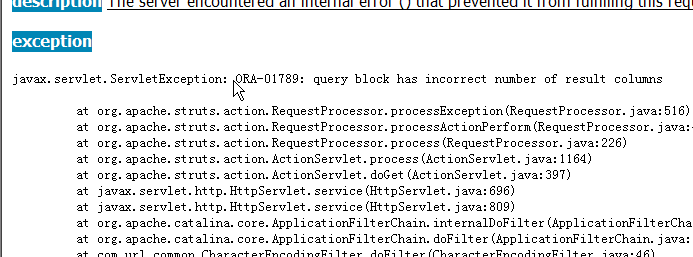 description The server encountered an internal error () that prevented it from fulfilling this
exception
javax.servlet.ServletException: ORA-01789: query block has incorrect number of result columns
at org.apache.struts.action.RequestProcessor.processException(RequestProcessor.java:516)
at org.apache.struts.action.RequestProcessor.processActionPerform(RequestProcessor.java:
at org.apache.struts.action.RequestProcessor.process(RequestProcessor.java:226)
at org.apache.struts.action.ActionServlet.process(ActionServlet.java:1164)
at org.apache.struts.action.ActionServlet.doGet(ActionServlet.java:397)
at javax.servlet.http.HttpServlet.service(HttpServlet.java:696)
at javax.servlet.http.HttpServlet.service(HttpServlet.java:809)
at org.apache.catalina.core.ApplicationFilterChain.internalDoFilter(ApplicationFilterCha
at org.apache.catalina.core.ApplicationFilterChain.doFilter(ApplicationFilterChain.java:
at com.url.common.CharacterEncodingFilter.doFilter(CharacterEncodingFilter.java:46)